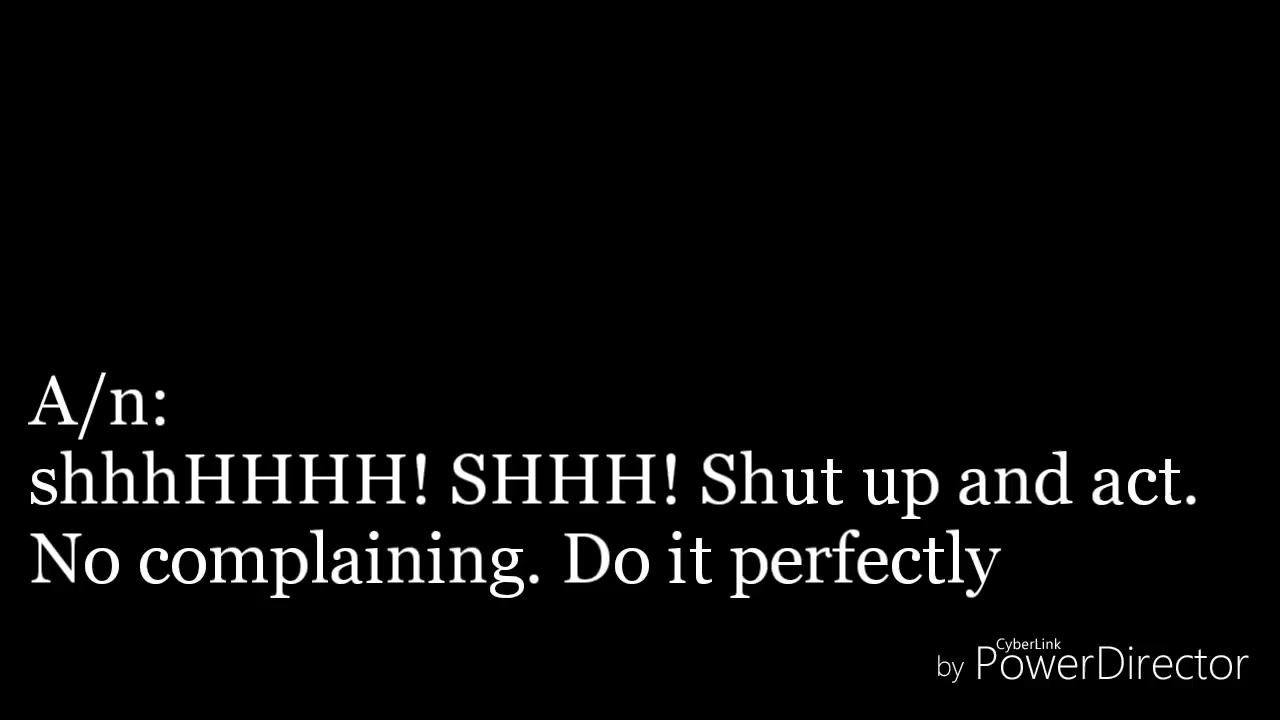 A/n:
shhhHHHH! SHHH! Shut up and act.
No complaining. Do it perfectly
CyberLink
by PowerDirector